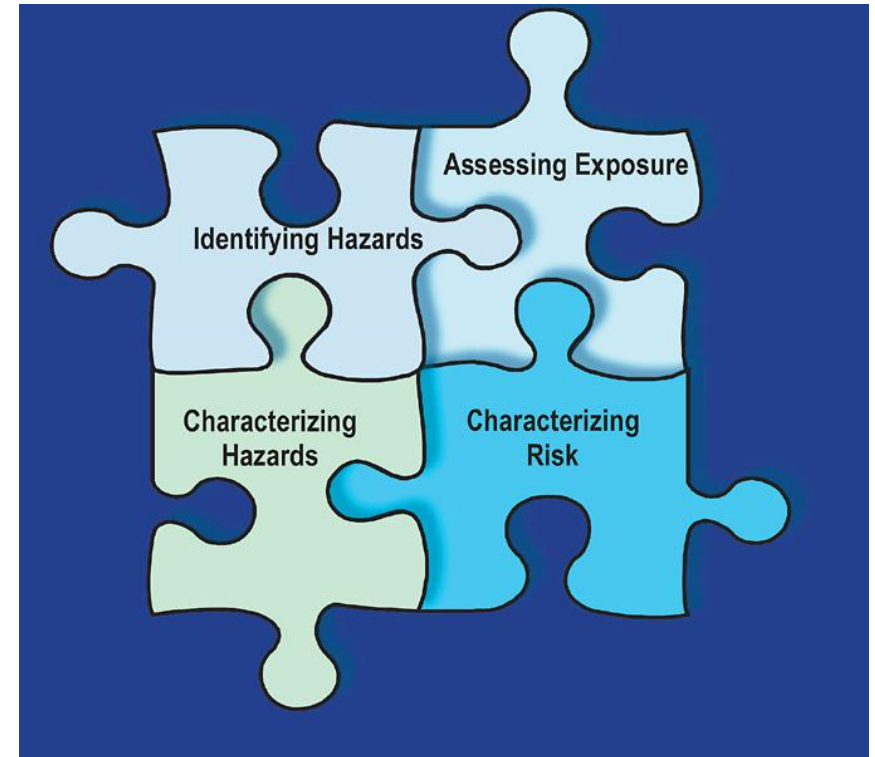 Assessing Exposure
Identifying Hazards
Characterizing
Hazards
Characterizing
Risk